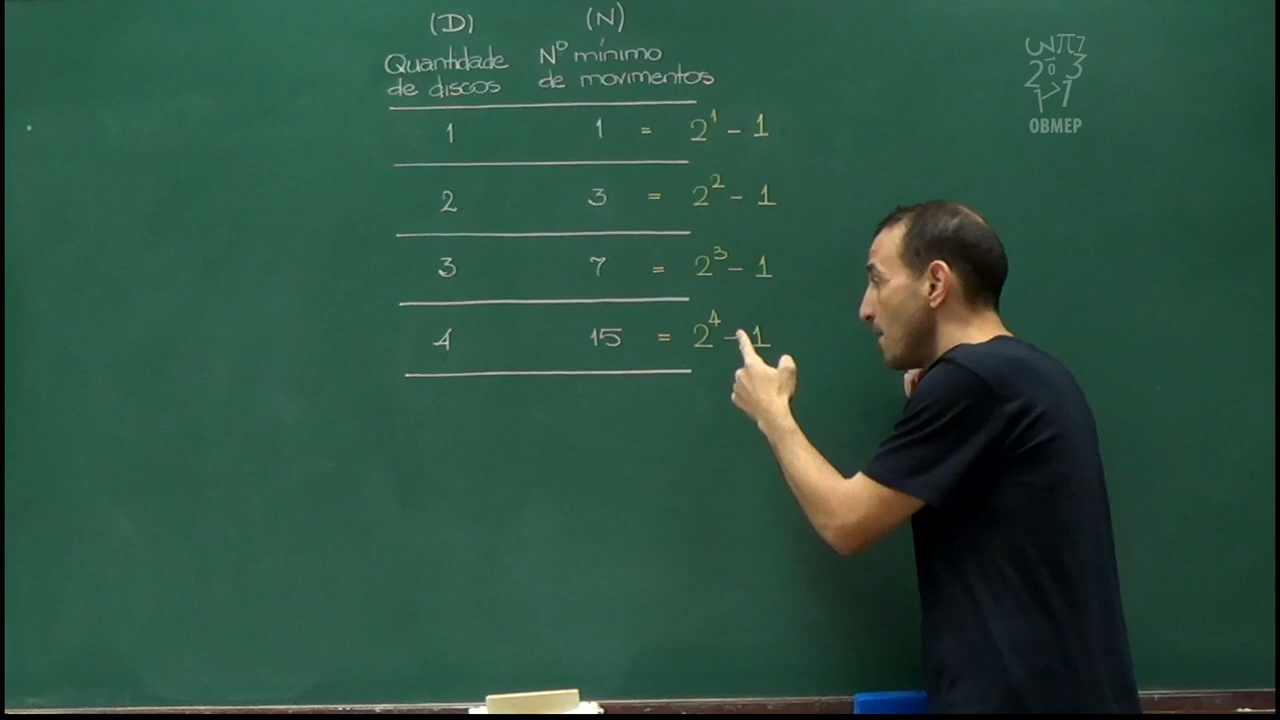 (D) (N)
Quantidade Nº mínimo
de discos de movimentos
1 1 = 2¹ - 1
2 3 = 2² - 1
3 7 = 2³ - 1
4 15 = 2⁴ - 1
OBMEP